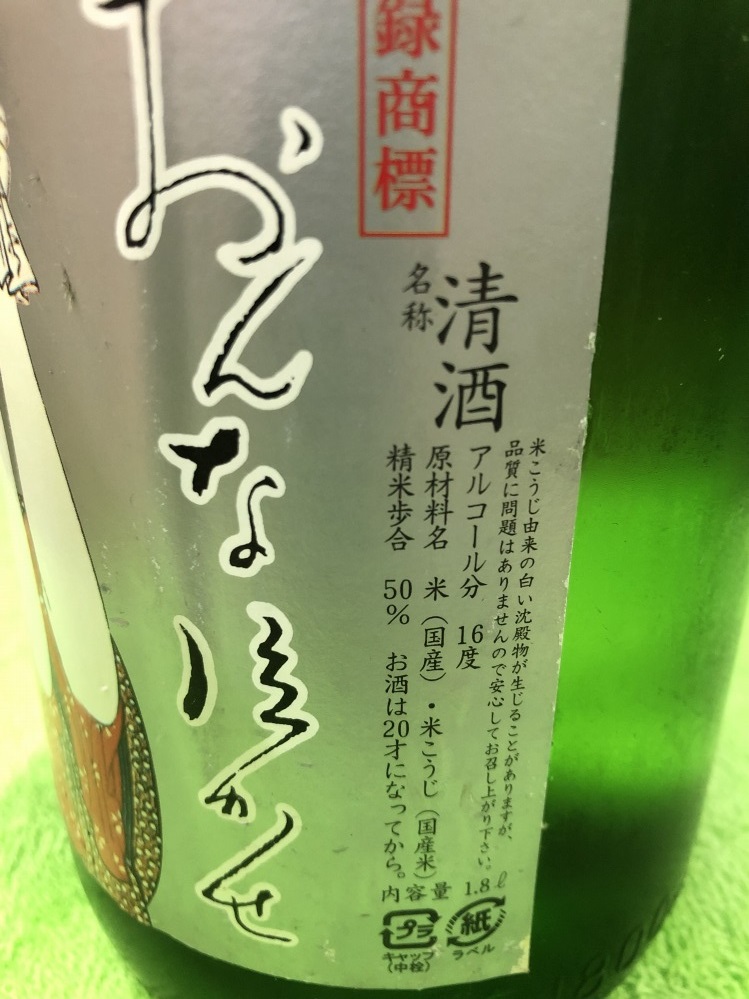 録商標
名称
清酒
米こうじ由来の白い沈殿物が生じることがありますが、
品質に問題はありませんので安心してお召し上がり下さい。
アルコール分 16度
原材料名 米（国産）・米こうじ（国産米）
精米歩合 50% お酒は20才になってから。
内容量 1.8ℓ
紙
ラベル
プラ
キャップ
（中栓）
おんな泣かせ